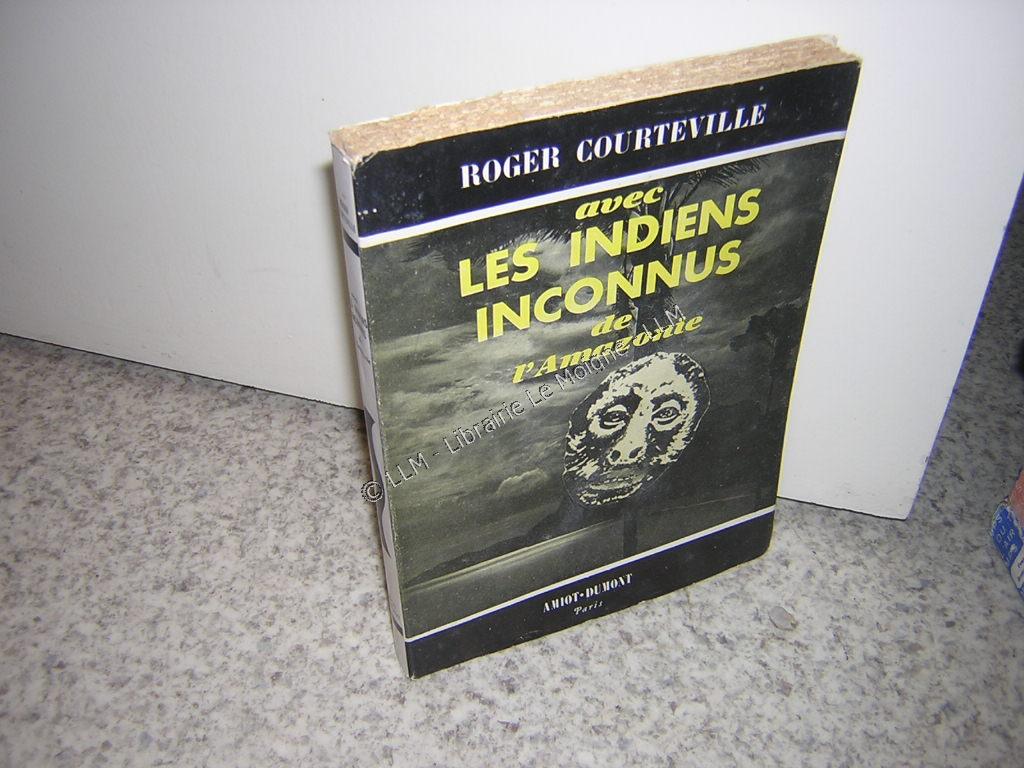 ROGER COURTEVILLE
avec
LES INDIENS
INCONNUS
de
l'Amazonie
AMIOT•DUMONT
Paris
© LLM - Librairie Le Moigne - LLM